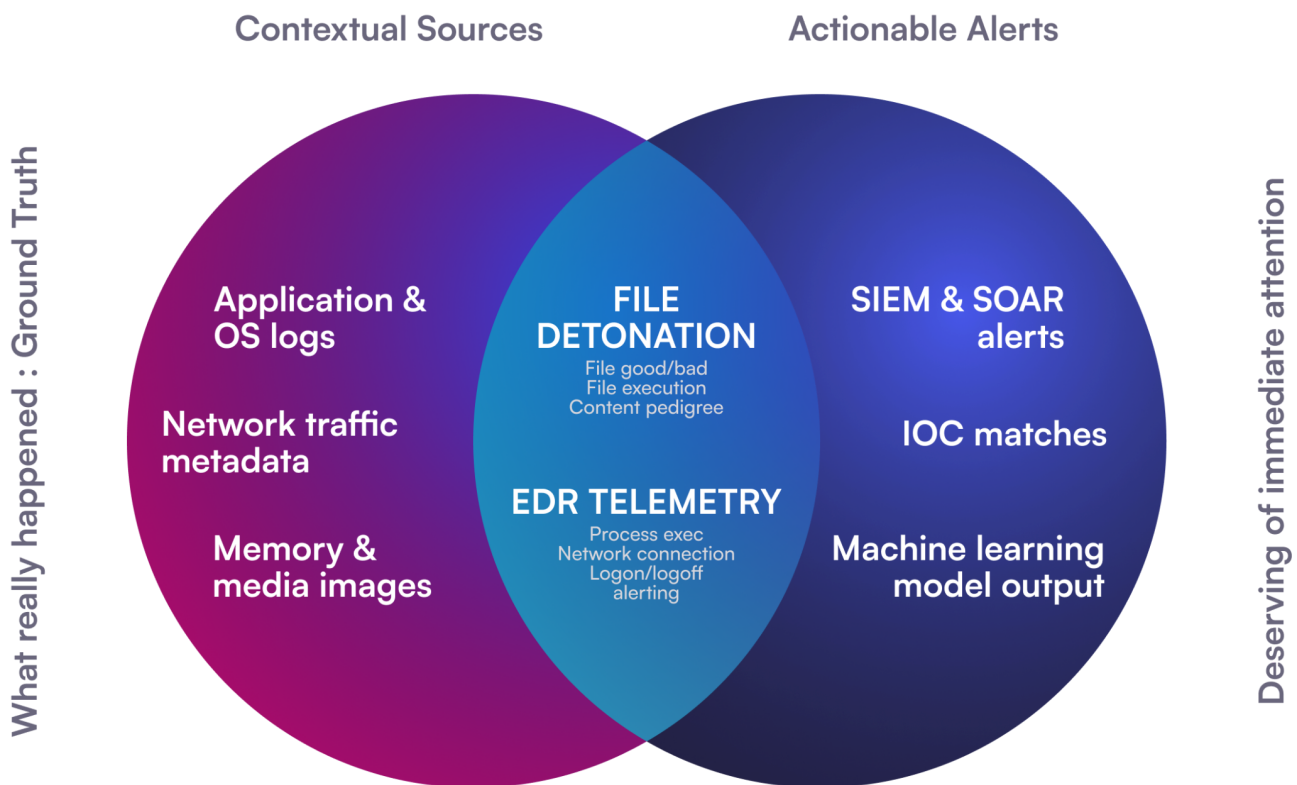 Contextual Sources
Actionable Alerts
What really happened : Ground Truth
Application &
OS logs
Network traffic
metadata
Memory &
media images
FILE
DETONATION
File good/bad
File execution
Content pedigree
EDR TELEMETRY
Process exec
Network connection
Logon/logoff
alerting
SIEM & SOAR
alerts
IOC matches
Machine learning
model output
Deserving of immediate attention